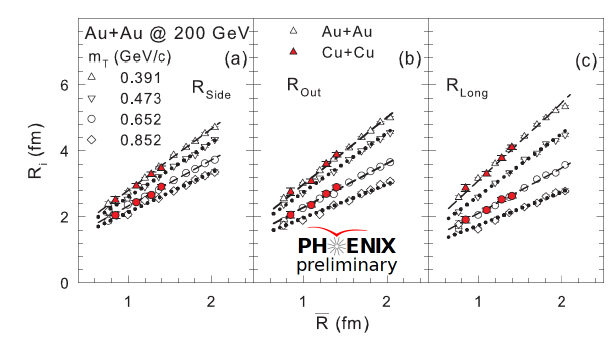 Au+Au @ 200 GeV
m_T (GeV/c)
0.391
0.473
0.652
0.852
(a)
R_Side
Au+Au
Cu+Cu
(b)
R_Out
(c)
R_Long
PHENIX
preliminary
R_i (fm)
6
4
2
0
1
2
1
2
1
2
R̅ (fm)